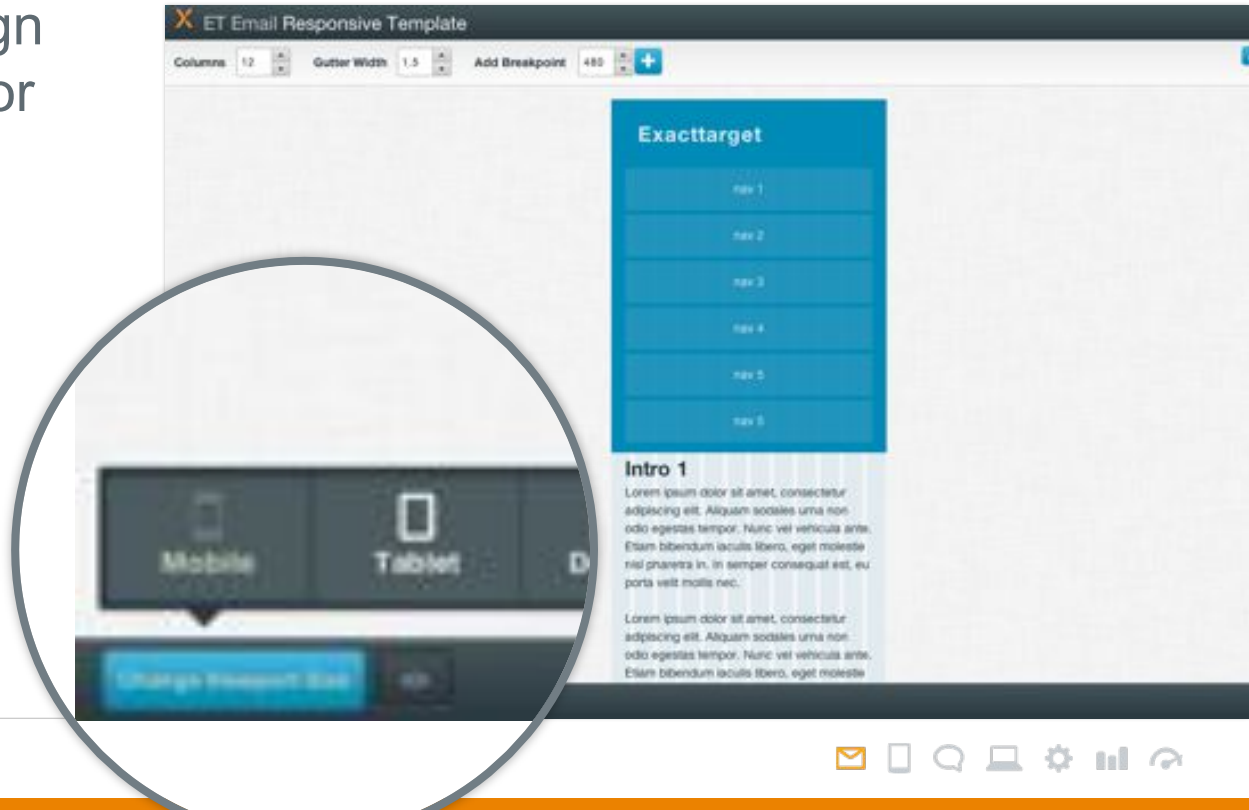 gn
or
X ET Email Responsive Template
Columns 12 Gutter Width 1.5 Add Breakpoint 480 +
Exacttarget
nav 1
nav 2
nav 3
nav 4
nav 5
nav 5
Intro 1
Lorem ipsum dolor sit amet, consectetur
adipiscing elit. Aliquam sodales urna non
odio egestas tempor. Nunc vel vehicula ante.
Etiam bibendum iaculis libero, eget molestie
nisl pharetra in. In semper consequat est, eu
porta velit mollis nec.
Lorem ipsum dolor sit amet, consectetur
adipiscing elit. Aliquam sodales urna non
odio egestas tempor. Nunc vel vehicula ante.
Etiam bibendum iaculis libero, eget molestie
Mobile Tablet D
Change Viewport Size